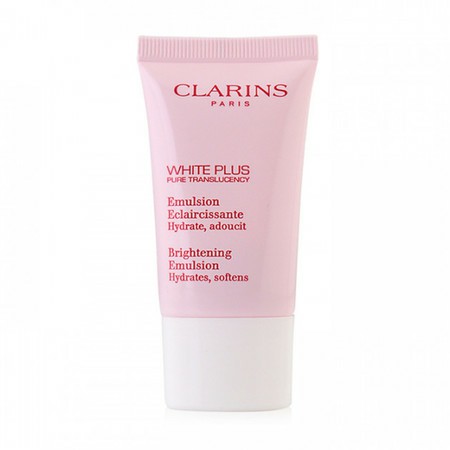 CLARINS
PARIS
WHITE PLUS
PURE TRANSLUCENCY
Emulsion
Eclaircissante
Hydrate, adoucit
Brightening
Emulsion
Hydrates, softens